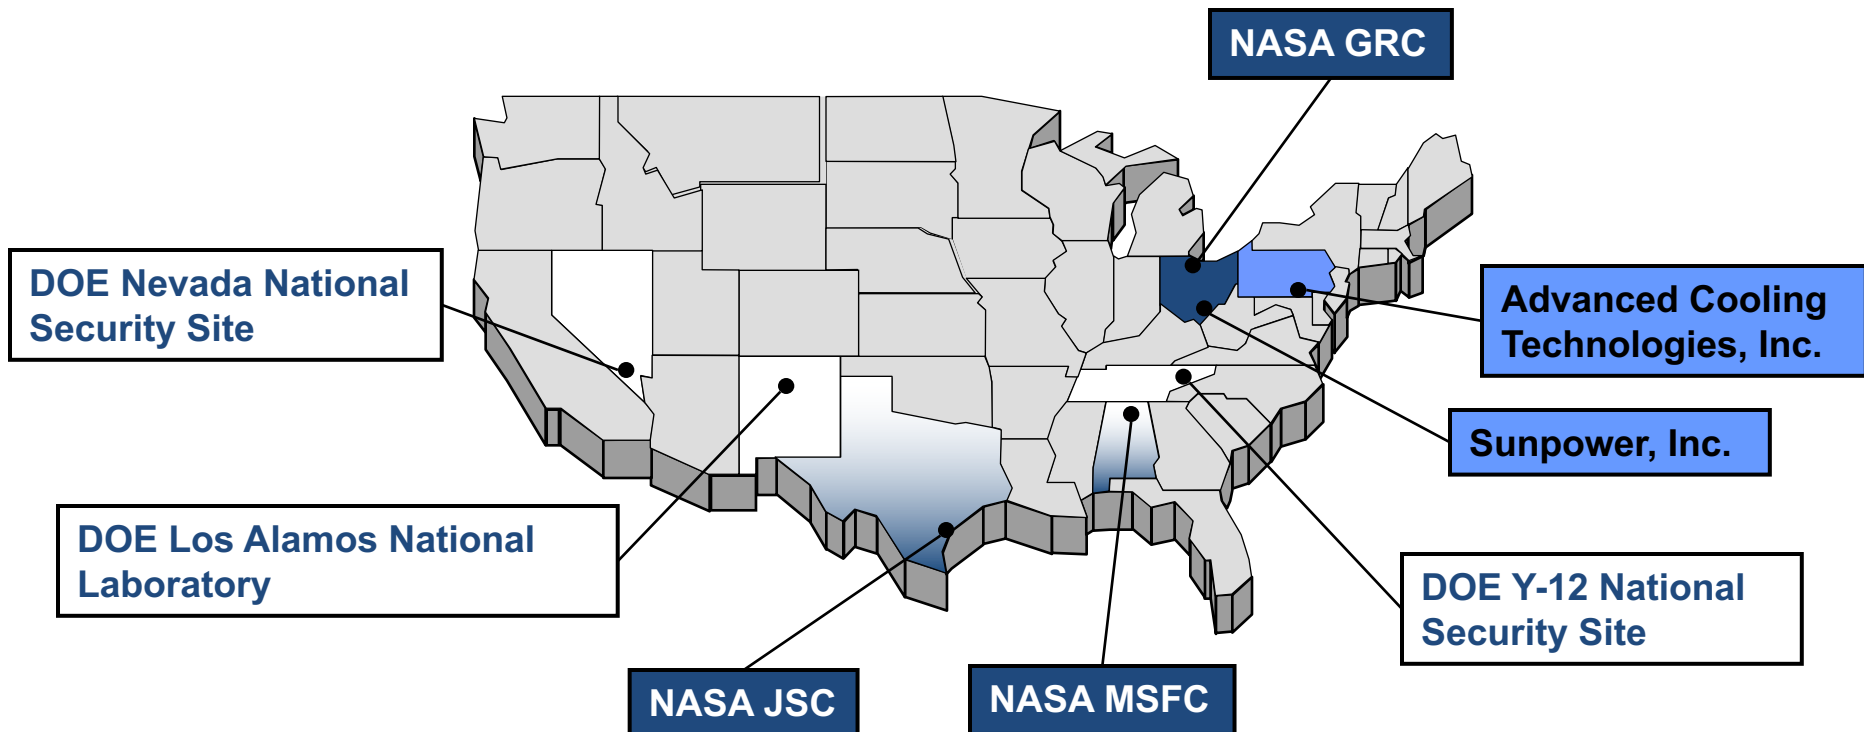 NASA GRC
DOE Nevada National
Security Site
Advanced Cooling
Technologies, Inc.
Sunpower, Inc.
DOE Los Alamos National
Laboratory
DOE Y-12 National
Security Site
NASA JSC
NASA MSFC